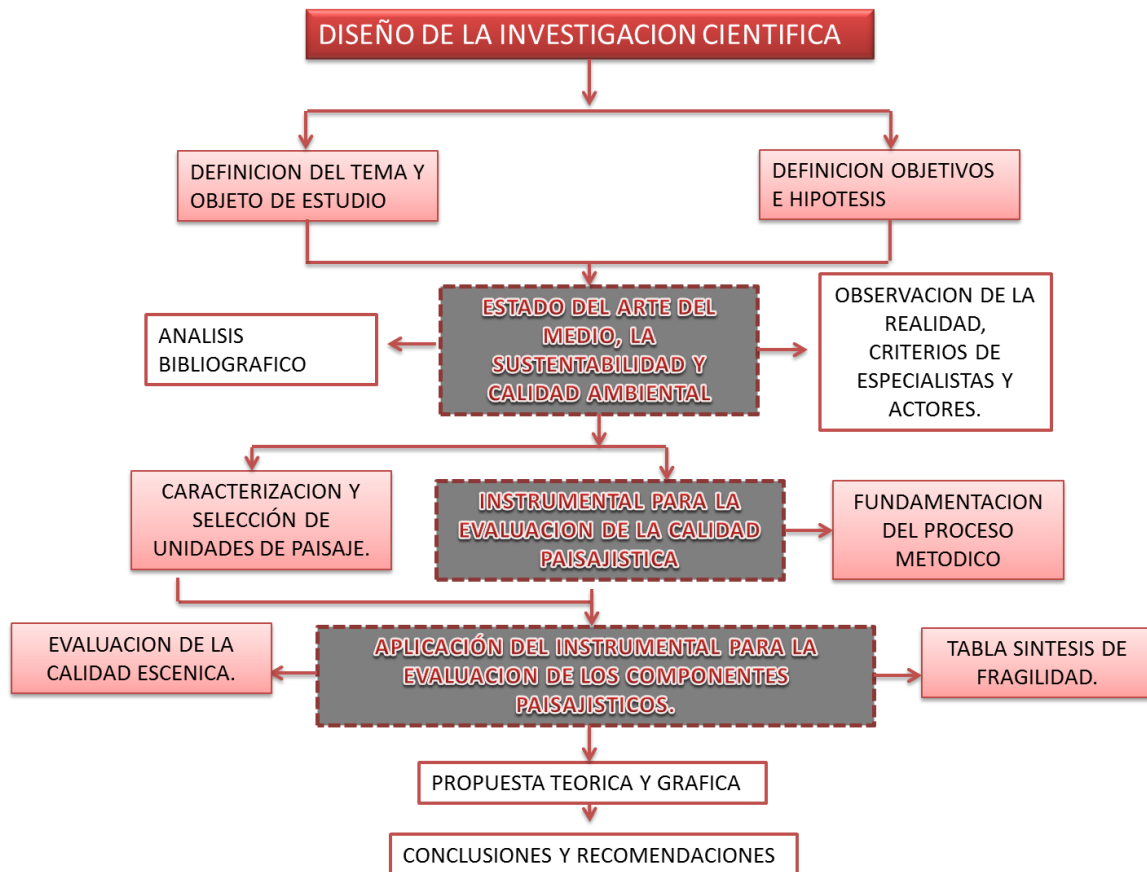 DISEÑO DE LA INVESTIGACION CIENTIFICA
DEFINICION DEL TEMA Y
OBJETO DE ESTUDIO
DEFINICION OBJETIVOS
E HIPOTESIS
ESTADO DEL ARTE DEL
MEDIO, LA
SUSTENTABILIDAD Y
CALIDAD AMBIENTAL
ANALISIS
BIBLIOGRAFICO
OBSERVACION DE LA
REALIDAD,
CRITERIOS DE
ESPECIALISTAS Y
ACTORES.
CARACTERIZACION Y
SELECCIÓN DE
UNIDADES DE PAISAJE.
INSTRUMENTAL PARA LA
EVALUACION DE LA CALIDAD
PAISAJISTICA
FUNDAMENTACION
DEL PROCESO
METODICO
EVALUACION DE LA
CALIDAD ESCENICA.
APLICACIÓN DEL INSTRUMENTAL PARA LA
EVALUACION DE LOS COMPONENTES
PAISAJISTICOS.
TABLA SINTESIS DE
FRAGILIDAD.
PROPUESTA TEORICA Y GRAFICA
CONCLUSIONES Y RECOMENDACIONES